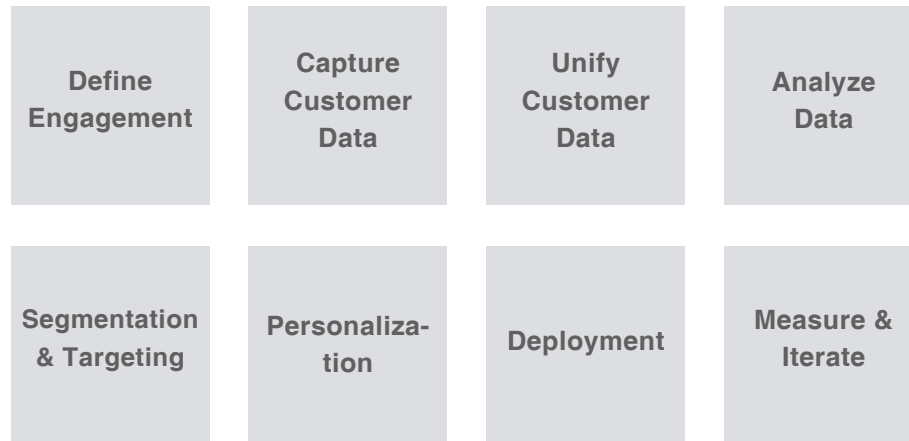 Define
Engagement
Capture
Customer
Data
Unify
Customer
Data
Analyze
Data
Segmentation
& Targeting
Personaliza-
tion
Deployment
Measure &
Iterate